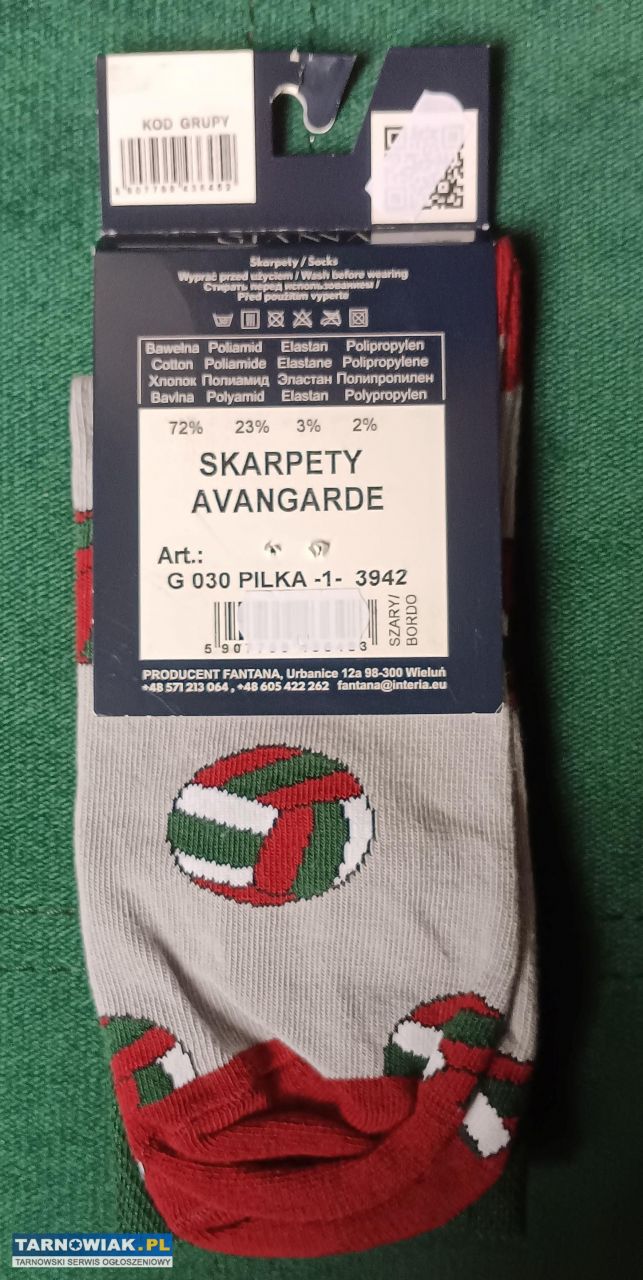 KOD GRUPY
Skarpety / Socks
Wyprać przed użyciem / Wash before wearing
Стирать перед использованием /
Před použitím vyperte
Bawełna Poliamid Elastan Polipropylen
Cotton Poliamide Elastane Polipropylene
Хлопок Полиамид Эластан Полипропилен
Bavlna Polyamid Elastan Polypropylen
72% 23% 3% 2%
SKARPETY
AVANGARDE
Art.:
G 030 PILKA -1- 3942
SZARY/
BORDO
PRODUCENT FANTANA, Urbanice 12a 98-300 Wieluń
+48 571 213 064 , +48 605 422 262 fantana@interia.eu
TARNOWIAK.PL
TARNOWSKI SERWIS OGŁOSZENIOWY